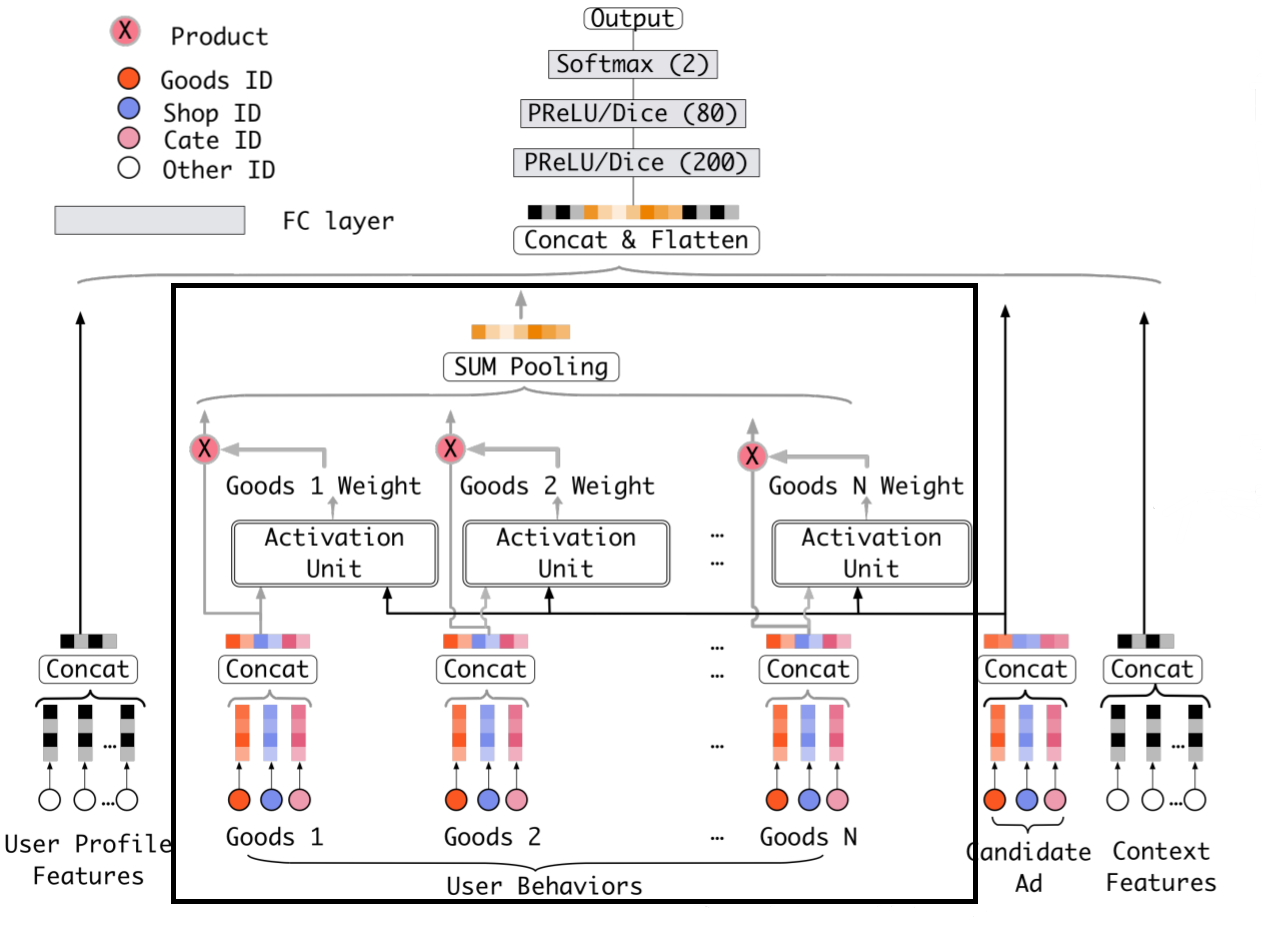 Output
X Product
Softmax (2)
Goods ID
Shop ID
PReLU/Dice (80)
Cate ID
Other ID
PReLU/Dice (200)
FC layer
Concat & Flatten
SUM Pooling
X
X
X
Goods 1 Weight
Goods 2 Weight
Goods N Weight
Activation
Unit
Activation
Unit
...
...
Activation
Unit
Concat
Concat
Concat
...
...
Concat
Concat
Concat
...
...
...
...
...
User Profile
Features
Goods 1
Goods 2
...
Goods N
User Behaviors
Candidate
Ad
Context
Features